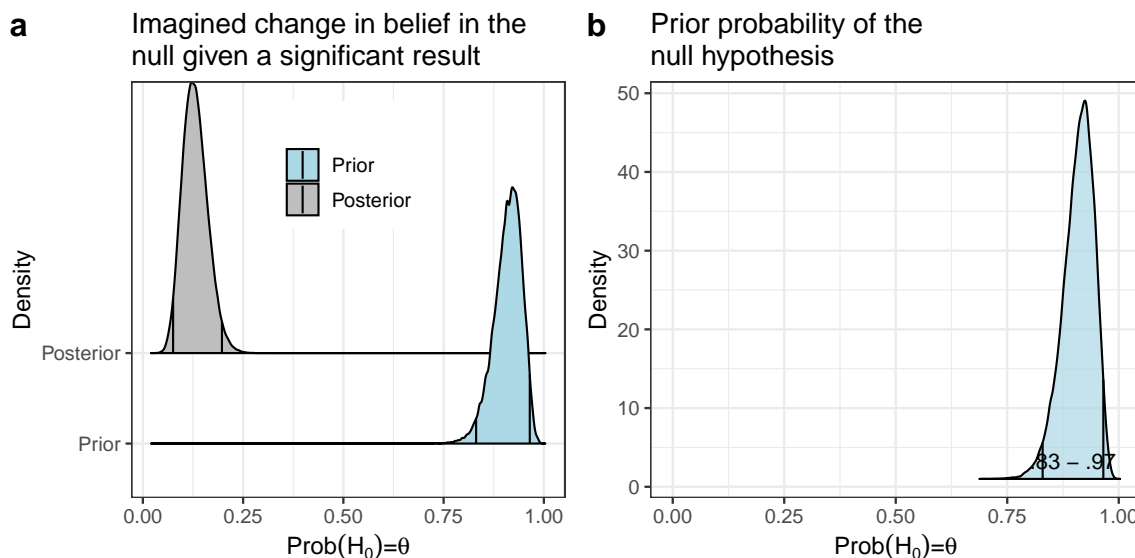 a
Imagined change in belief in the
null given a significant result
Density
Posterior
Prior
Prior
Posterior
0.00 0.25 0.50 0.75 1.00
Prob(H₀)=θ
b
Prior probability of the
null hypothesis
Density
50
40
30
20
10
0
.83 – .97
0.00 0.25 0.50 0.75 1.00
Prob(H₀)=θ